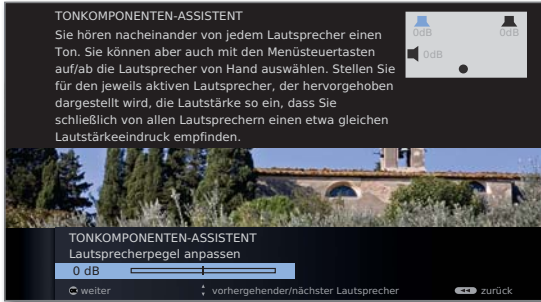 TONKOMPONENTEN-ASSISTENT
Sie hören nacheinander von jedem Lautsprecher einen
Ton. Sie können aber auch mit den Menüsteuertasten
auf/ab die Lautsprecher von Hand auswählen. Stellen Sie
für den jeweils aktiven Lautsprecher, der hervorgehoben
dargestellt wird, die Lautstärke so ein, dass Sie
schließlich von allen Lautsprechern einen etwa gleichen
Lautstärkeeindruck empfinden.
0dB 0dB
0dB
TONKOMPONENTEN-ASSISTENT
Lautsprecherpegel anpassen
0 dB
OK weiter vorhergehender/nächster Lautsprecher zurück